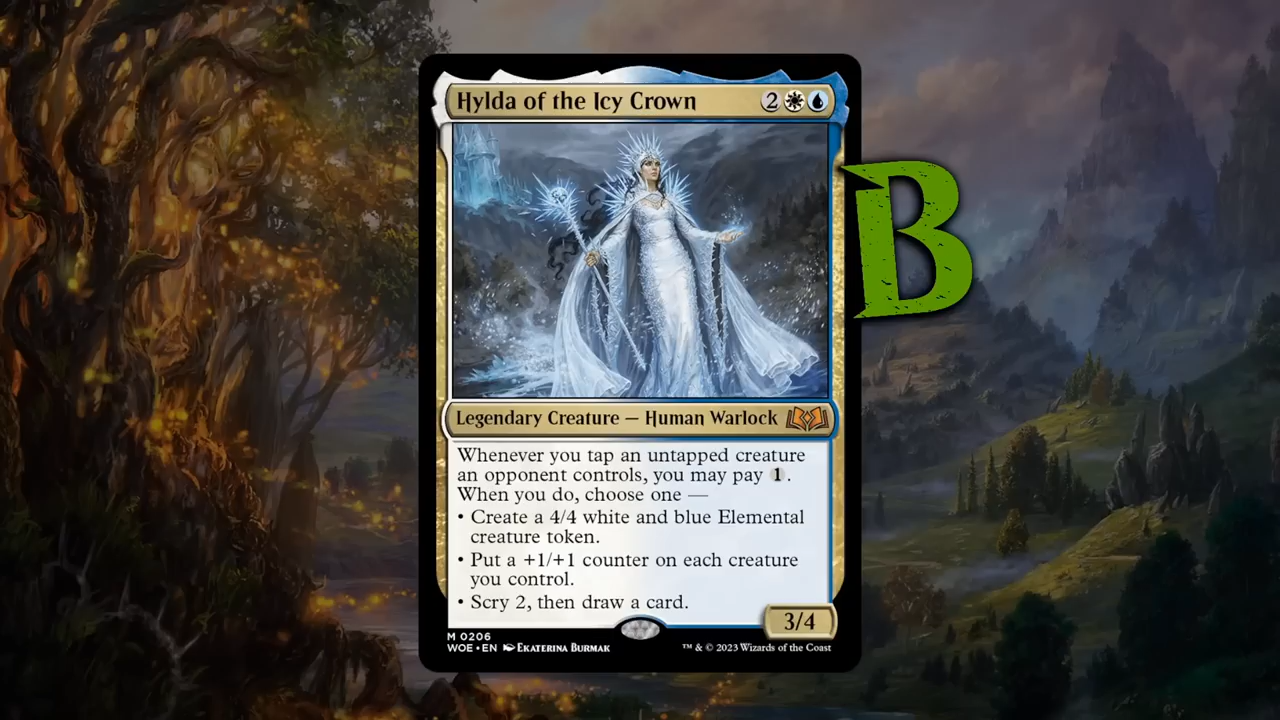 Hylda of the Icy Crown 2
B
Legendary Creature — Human Warlock
Whenever you tap an untapped creature
an opponent controls, you may pay 1.
When you do, choose one —
• Create a 4/4 white and blue Elemental
creature token.
• Put a +1/+1 counter on each creature
you control.
• Scry 2, then draw a card.
3/4
M 0206
WOE • EN Ekaterina Burmak
™ & © 2023 Wizards of the Coast